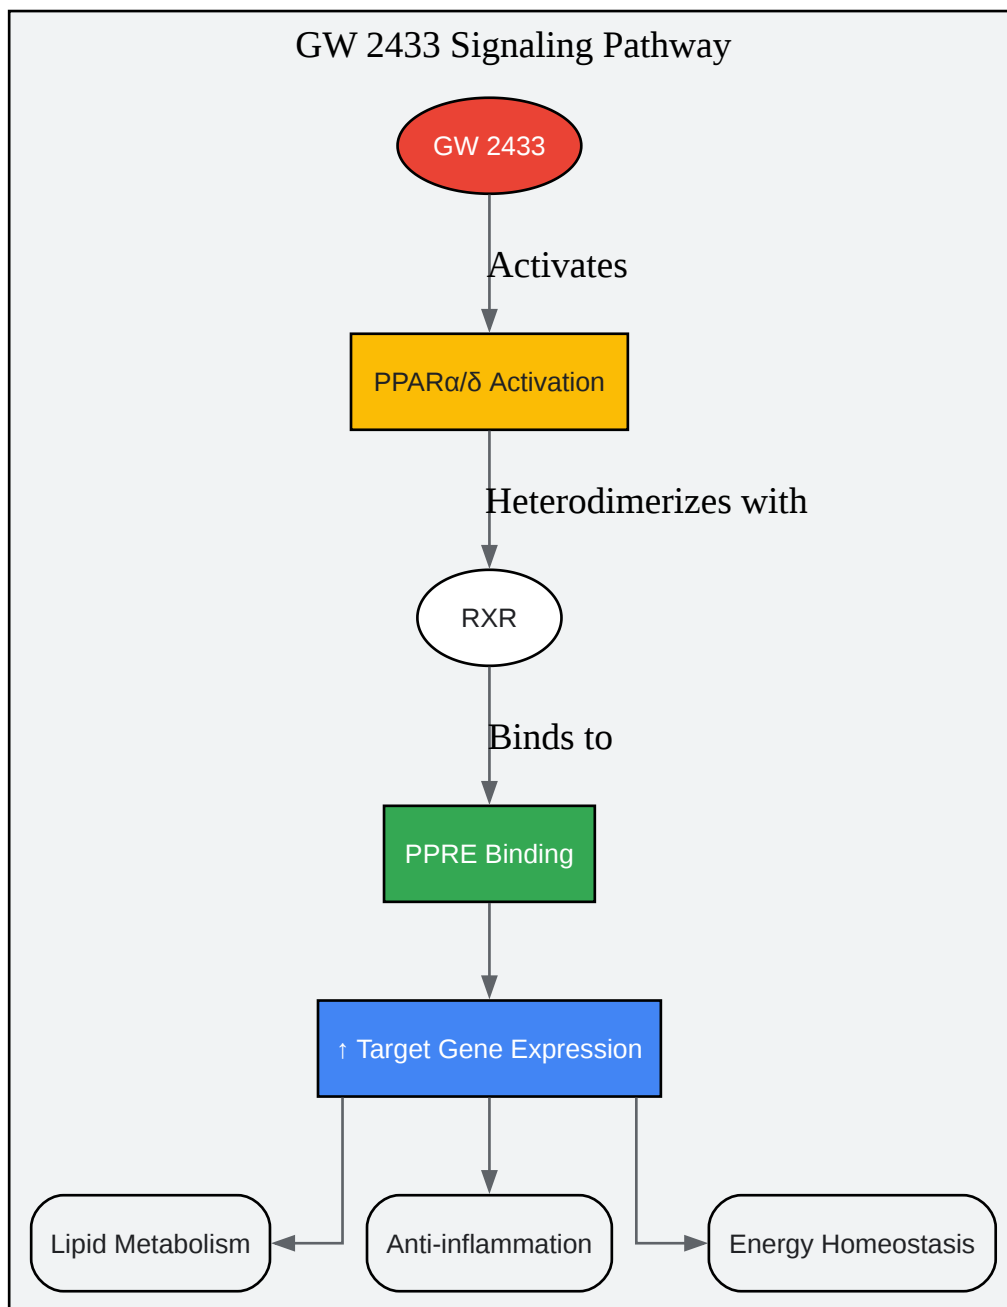 GW 2433 Signaling Pathway
GW 2433
Activates
PPARα/δ Activation
Heterodimerizes with
RXR
Binds to
PPRE Binding
↑ Target Gene Expression
Lipid Metabolism
Anti-inflammation
Energy Homeostasis